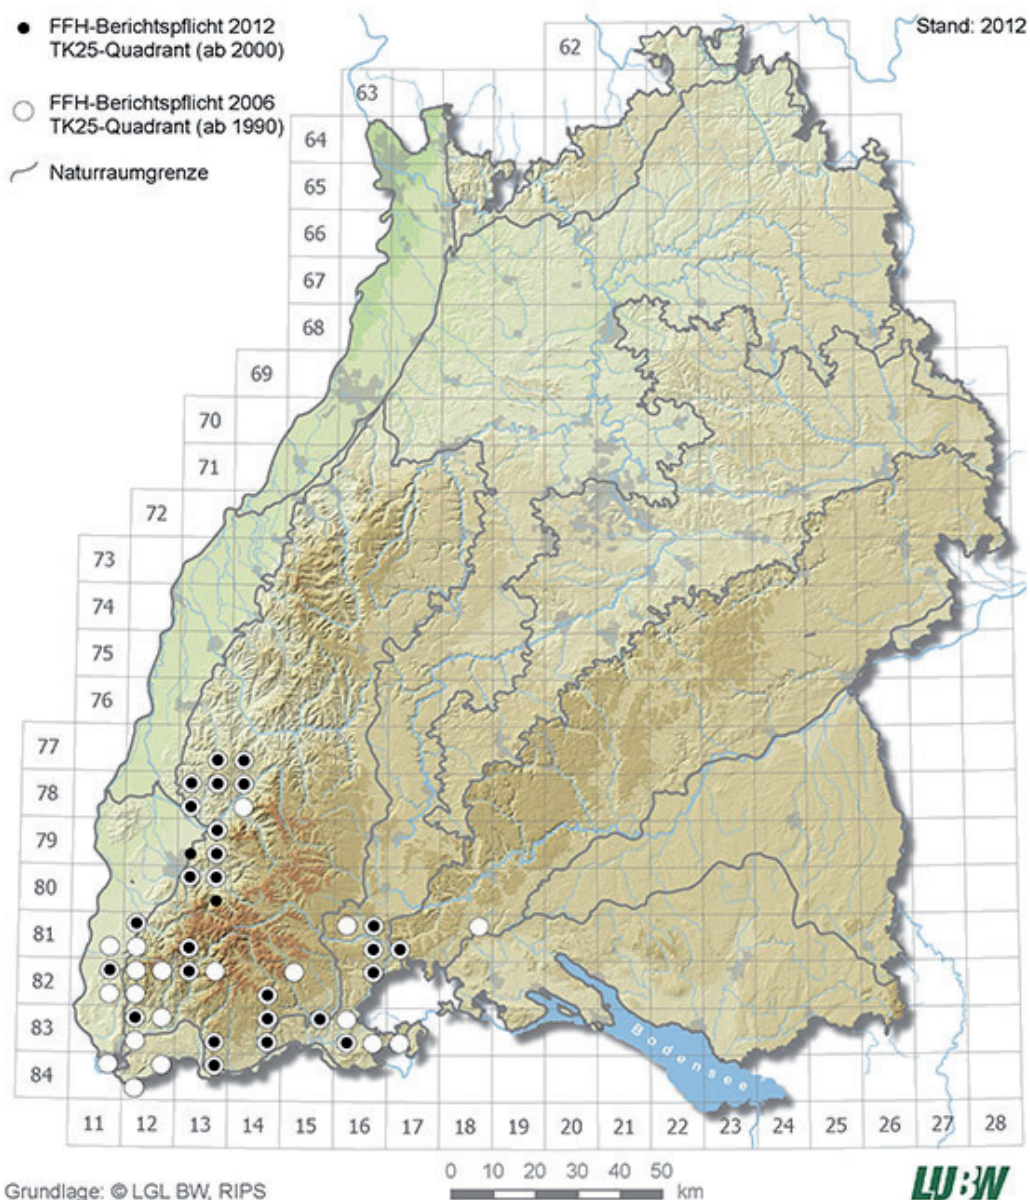 FFH-Berichtspflicht 2012
TK25-Quadrant (ab 2000)
FFH-Berichtspflicht 2006
TK25-Quadrant (ab 1990)
Naturraumgrenze
Stand: 2012
62
63
64
65
66
67
68
69
70
71
72
73
74
75
76
77
78
79
80
81
82
83
84
Bodensee
11 12 13 14 15 16 17 18 19 20 21 22 23 24 25 26 27 28
0 10 20 30 40 50
km
Grundlage: © LGL BW, RIPS
LUBW